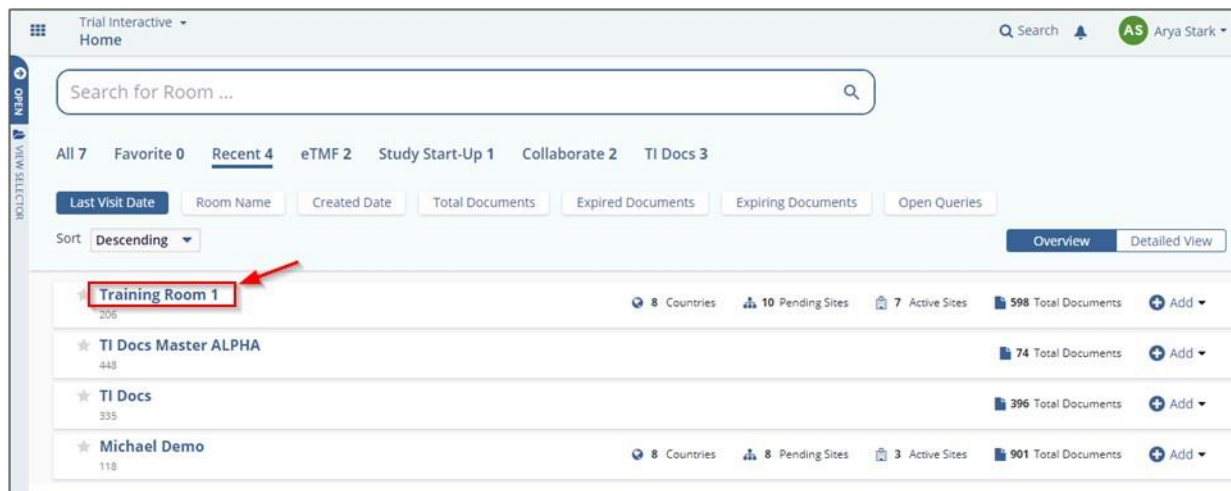 Trial Interactive
Home
Search
AS Arya Stark
OPEN
VIEW SELECTOR
Search for Room ...
All 7 Favorite 0 Recent 4 eTMF 2 Study Start-Up 1 Collaborate 2 TI Docs 3
Last Visit Date Room Name Created Date Total Documents Expired Documents Expiring Documents Open Queries
Sort Descending Overview Detailed View
Training Room 1 8 Countries 10 Pending Sites 7 Active Sites 598 Total Documents Add
206
TI Docs Master ALPHA 74 Total Documents Add
448
TI Docs 396 Total Documents Add
335
Michael Demo 8 Countries 8 Pending Sites 3 Active Sites 901 Total Documents Add
118